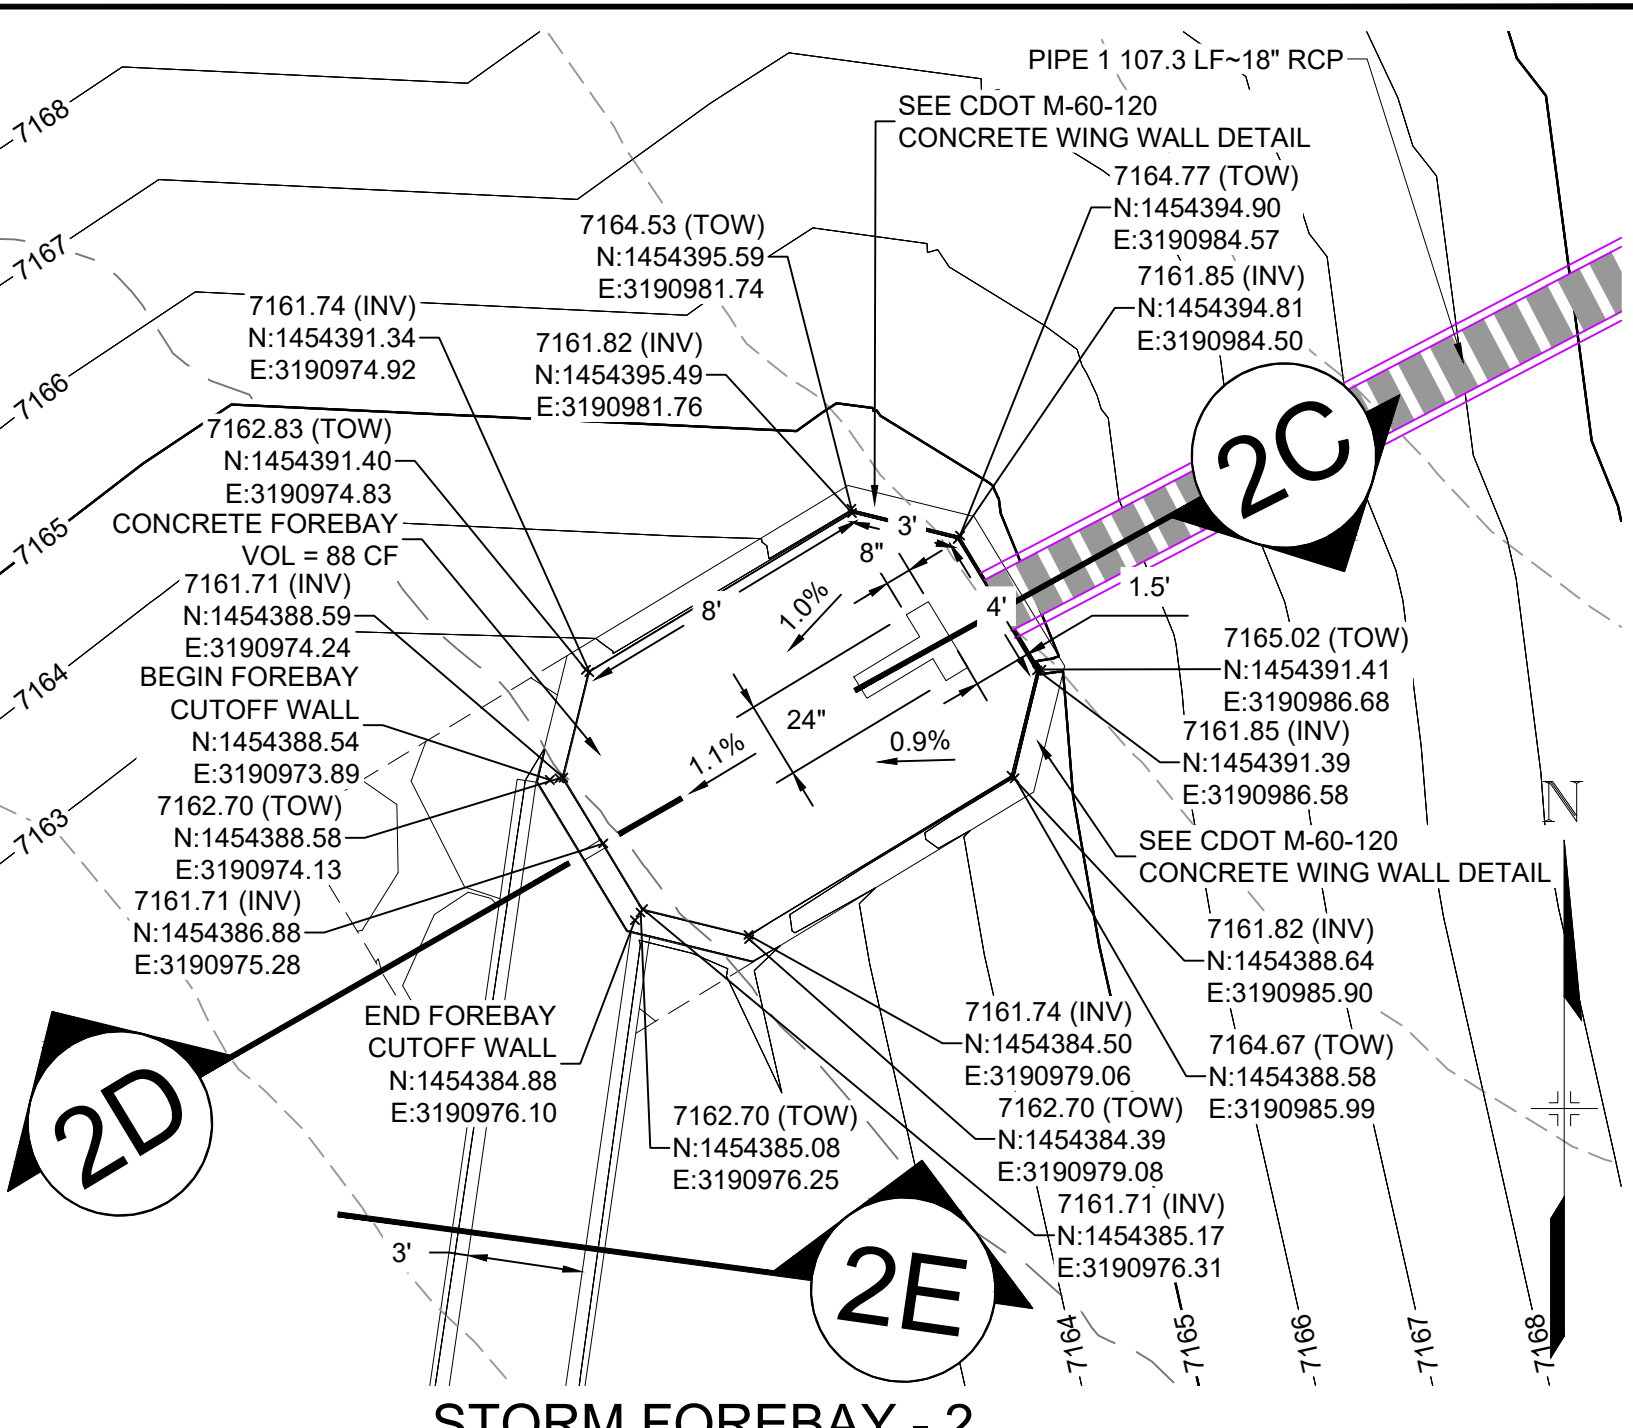 PIPE 1 107.3 LF~18" RCP
SEE CDOT M-60-120
CONCRETE WING WALL DETAIL
7168
7164.77 (TOW)
N:1454394.90
E:3190984.57
7164.53 (TOW)
N:1454395.59
E:3190981.74
7167
7161.85 (INV)
N:1454394.81
E:3190984.50
7161.74 (INV)
N:1454391.34
E:3190974.92
7161.82 (INV)
N:1454395.49
E:3190981.76
7166
7162.83 (TOW)
N:1454391.40
E:3190974.83
2C
CONCRETE FOREBAY
VOL = 88 CF
7165
3'
8"
1.0%
8'
4'
1.5'
7161.71 (INV)
N:1454388.59
E:3190974.24
7165.02 (TOW)
N:1454391.41
E:3190986.68
BEGIN FOREBAY
CUTOFF WALL
N:1454388.54
E:3190973.89
7164
24"
1.1%
0.9%
7161.85 (INV)
N:1454391.39
E:3190986.58
7162.70 (TOW)
N:1454388.58
E:3190974.13
7163
N
SEE CDOT M-60-120
CONCRETE WING WALL DETAIL
7161.71 (INV)
N:1454386.88
E:3190975.28
7161.82 (INV)
N:1454388.64
E:3190985.90
END FOREBAY
CUTOFF WALL
N:1454384.88
E:3190976.10
7161.74 (INV)
N:1454384.50
E:3190979.06
7164.67 (TOW)
N:1454388.58
E:3190985.99
2D
7162.70 (TOW)
N:1454385.08
E:3190976.25
7162.70 (TOW)
N:1454384.39
E:3190979.08
7161.71 (INV)
N:1454385.17
E:3190976.31
3'
2E
7164
7165
7166
7167
7168
STORM FOREBAY - 2